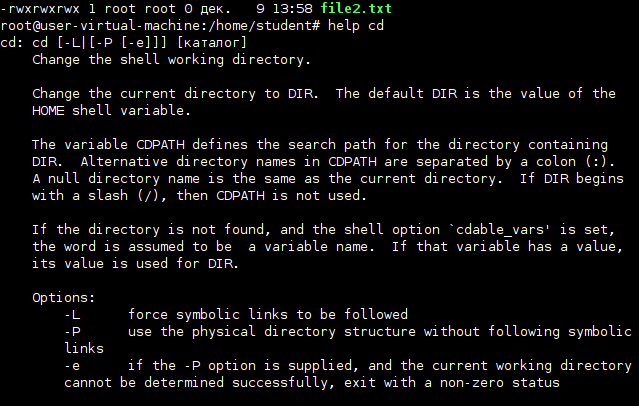 -rwxrwxrwx 1 root root 0 дек.   9 13:58 file2.txt
root@user-virtual-machine:/home/student# help cd
cd: cd [-L|[-P [-e]]] [каталог]
    Change the shell working directory.

    Change the current directory to DIR.  The default DIR is the value of the
    HOME shell variable.

    The variable CDPATH defines the search path for the directory containing
    DIR.  Alternative directory names in CDPATH are separated by a colon (:).
    A null directory name is the same as the current directory.  If DIR begins
    with a slash (/), then CDPATH is not used.

    If the directory is not found, and the shell option `cdable_vars' is set,
    the word is assumed to be  a variable name.  If that variable has a value,
    its value is used for DIR.

    Options:
        -L      force symbolic links to be followed
        -P      use the physical directory structure without following symbolic
        links
        -e      if the -P option is supplied, and the current working directory
        cannot be determined successfully, exit with a non-zero status